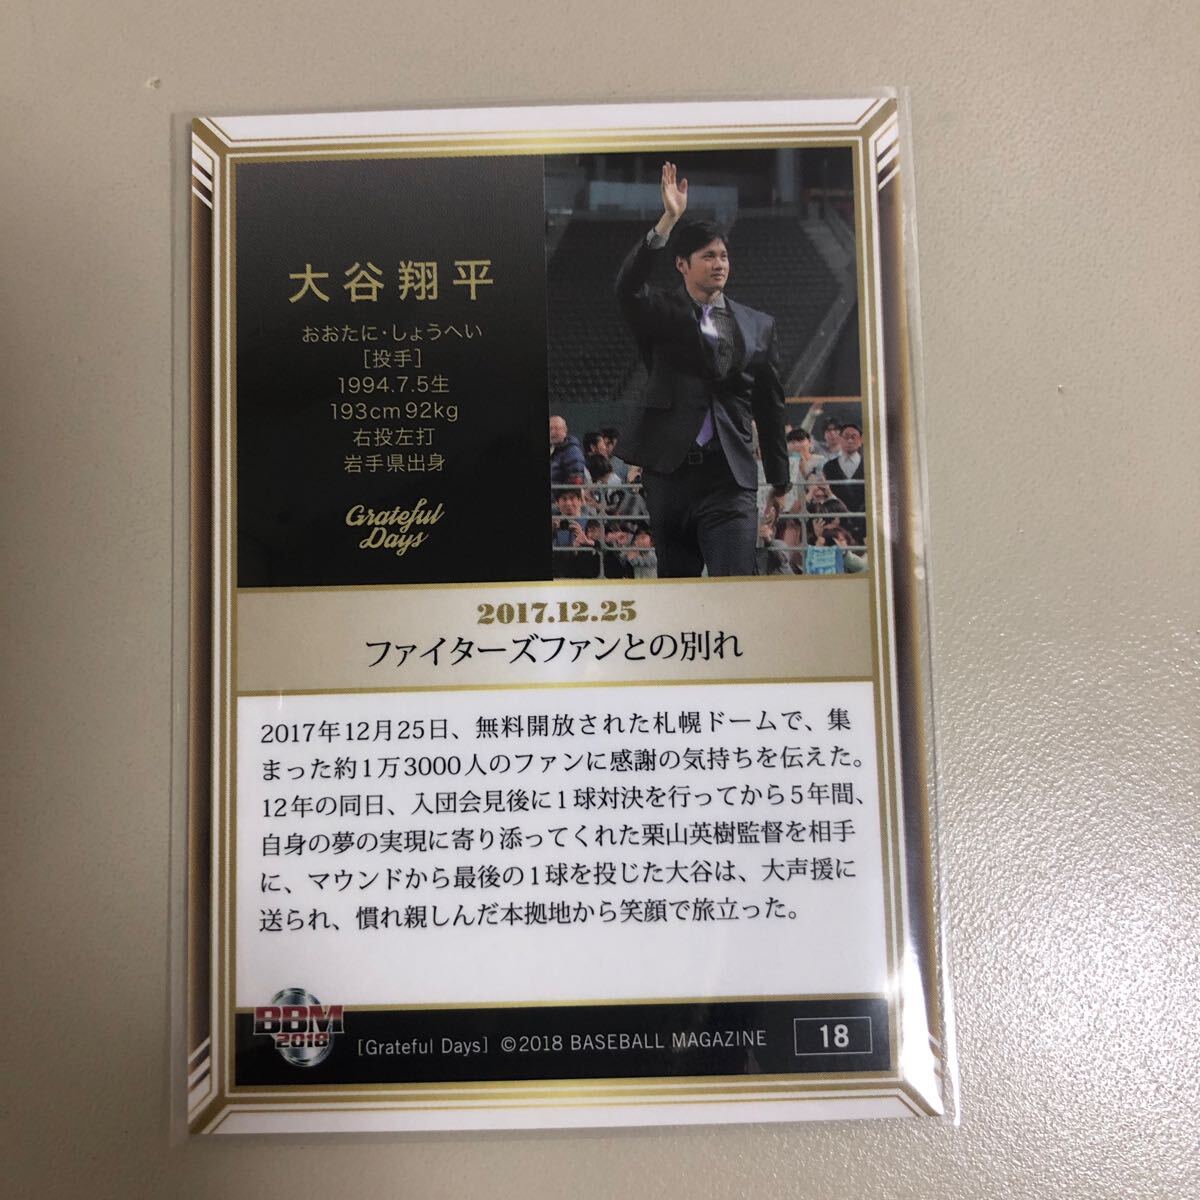 大谷翔平
おおたに・しょうへい
[投手]
1994.7.5生
193cm 92kg
右投左打
岩手県出身
Grateful
Days
2017.12.25
ファイターズファンとの別れ
2017年12月25日、無料開放された札幌ドームで、集
まった約1万3000人のファンに感謝の気持ちを伝えた。
12年の同日、入団会見後に1球対決を行ってから5年間、
自身の夢の実現に寄り添ってくれた栗山英樹監督を相手
に、マウンドから最後の1球を投じた大谷は、大声援に
送られ、慣れ親しんだ本拠地から笑顔で旅立った。
BBM
2018
[Grateful Days] ©2018 BASEBALL MAGAZINE
18